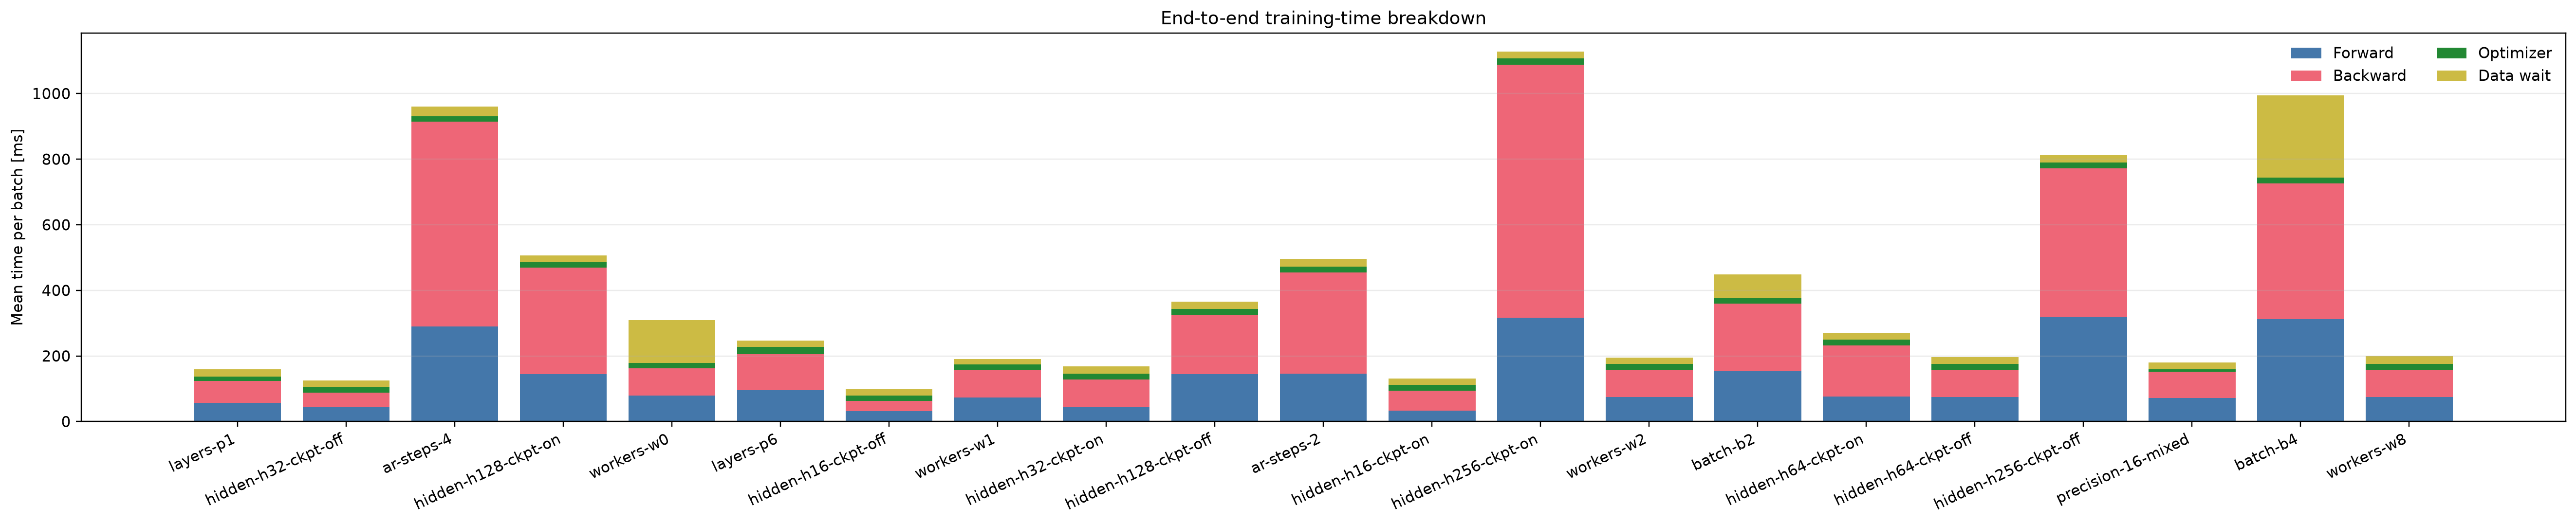 End-to-end training-time breakdown
Mean time per batch [ms]
1000
800
600
400
200
0
Forward
Backward
Optimizer
Data wait
layers-p1
hidden-h32-ckpt-off
ar-steps-4
hidden-h128-ckpt-on
workers-w0
layers-p6
hidden-h16-ckpt-off
workers-w1
hidden-h32-ckpt-on
hidden-h128-ckpt-off
ar-steps-2
hidden-h16-ckpt-on
hidden-h256-ckpt-on
workers-w2
batch-b2
hidden-h64-ckpt-on
hidden-h64-ckpt-off
hidden-h256-ckpt-off
precision-16-mixed
batch-b4
workers-w8